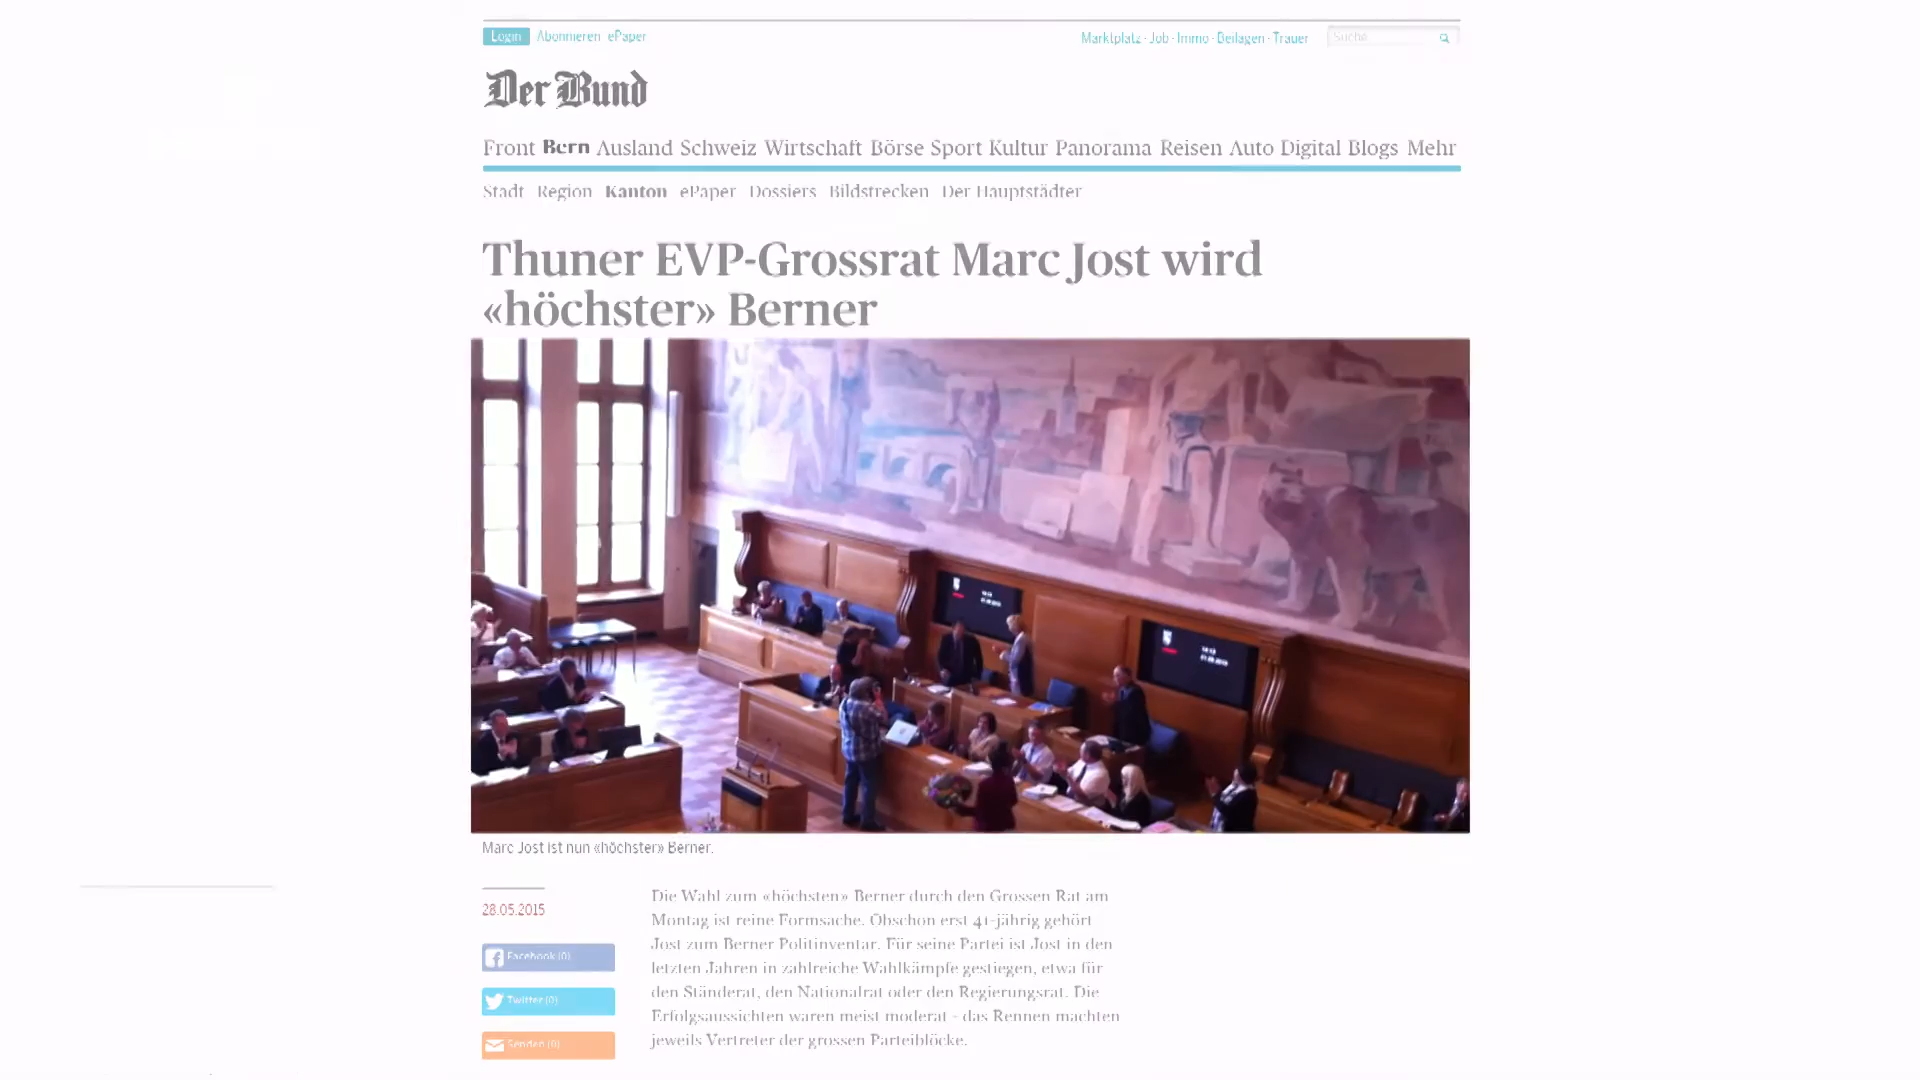 Login Abonnieren ePaper
Marktplatz · Job · Immo · Beilagen · Trauer Suche
Der Bund
Front Bern Ausland Schweiz Wirtschaft Börse Sport Kultur Panorama Reisen Auto Digital Blogs Mehr
Stadt Region Kanton ePaper Dossiers Bildstrecken Der Hauptstädter
Thuner EVP-Grossrat Marc Jost wird
«höchster» Berner
Marc Jost ist nun «höchster» Berner.
28.05.2015
Facebook (0)
Twitter (0)
Senden (0)
Die Wahl zum «höchsten» Berner durch den Grossen Rat am
Montag ist reine Formsache. Obschon erst 41-jährig gehört
Jost zum Berner Politinventar. Für seine Partei ist Jost in den
letzten Jahren in zahlreiche Wahlkämpfe gestiegen, etwa für
den Ständerat, den Nationalrat oder den Regierungsrat. Die
Erfolgsaussichten waren meist moderat - das Rennen machten
jeweils Vertreter der grossen Parteiblöcke.